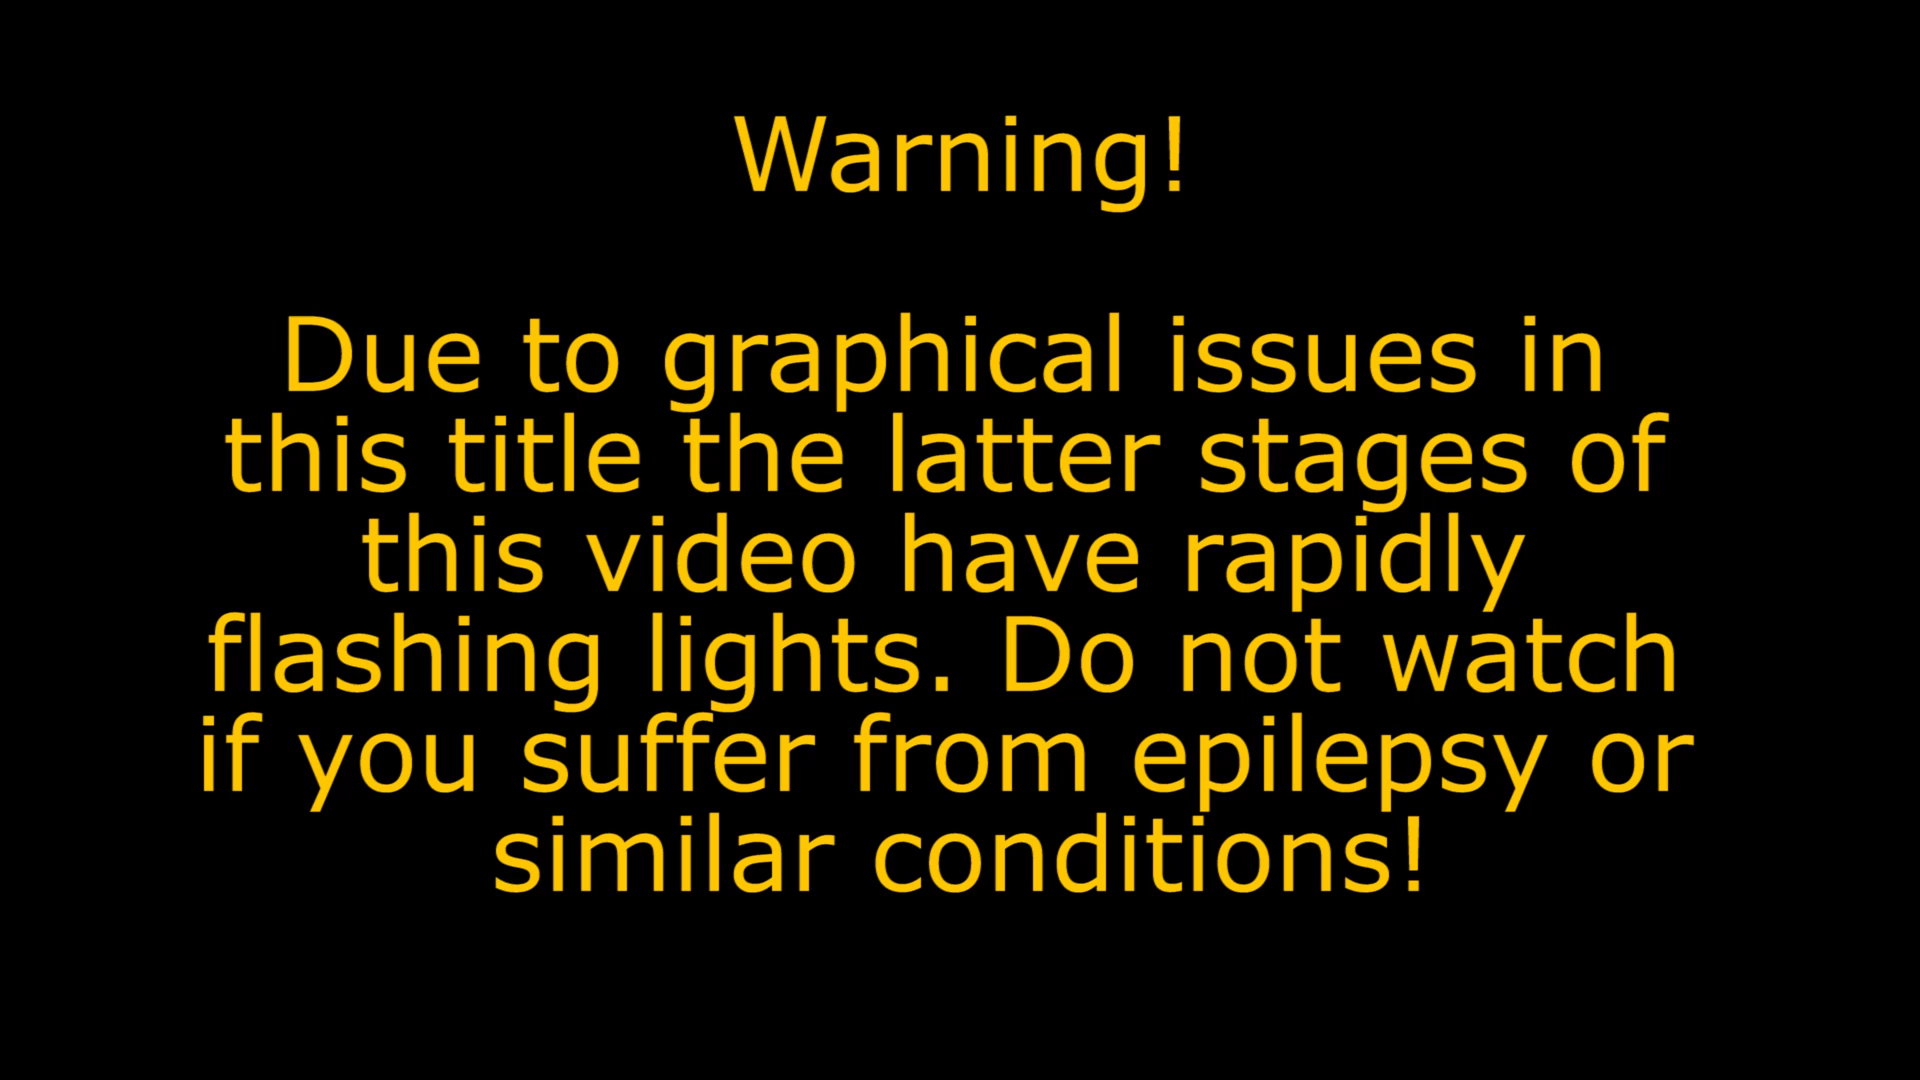 Warning!
Due to graphical issues in
this title the latter stages of
this video have rapidly
flashing lights. Do not watch
if you suffer from epilepsy or
similar conditions!